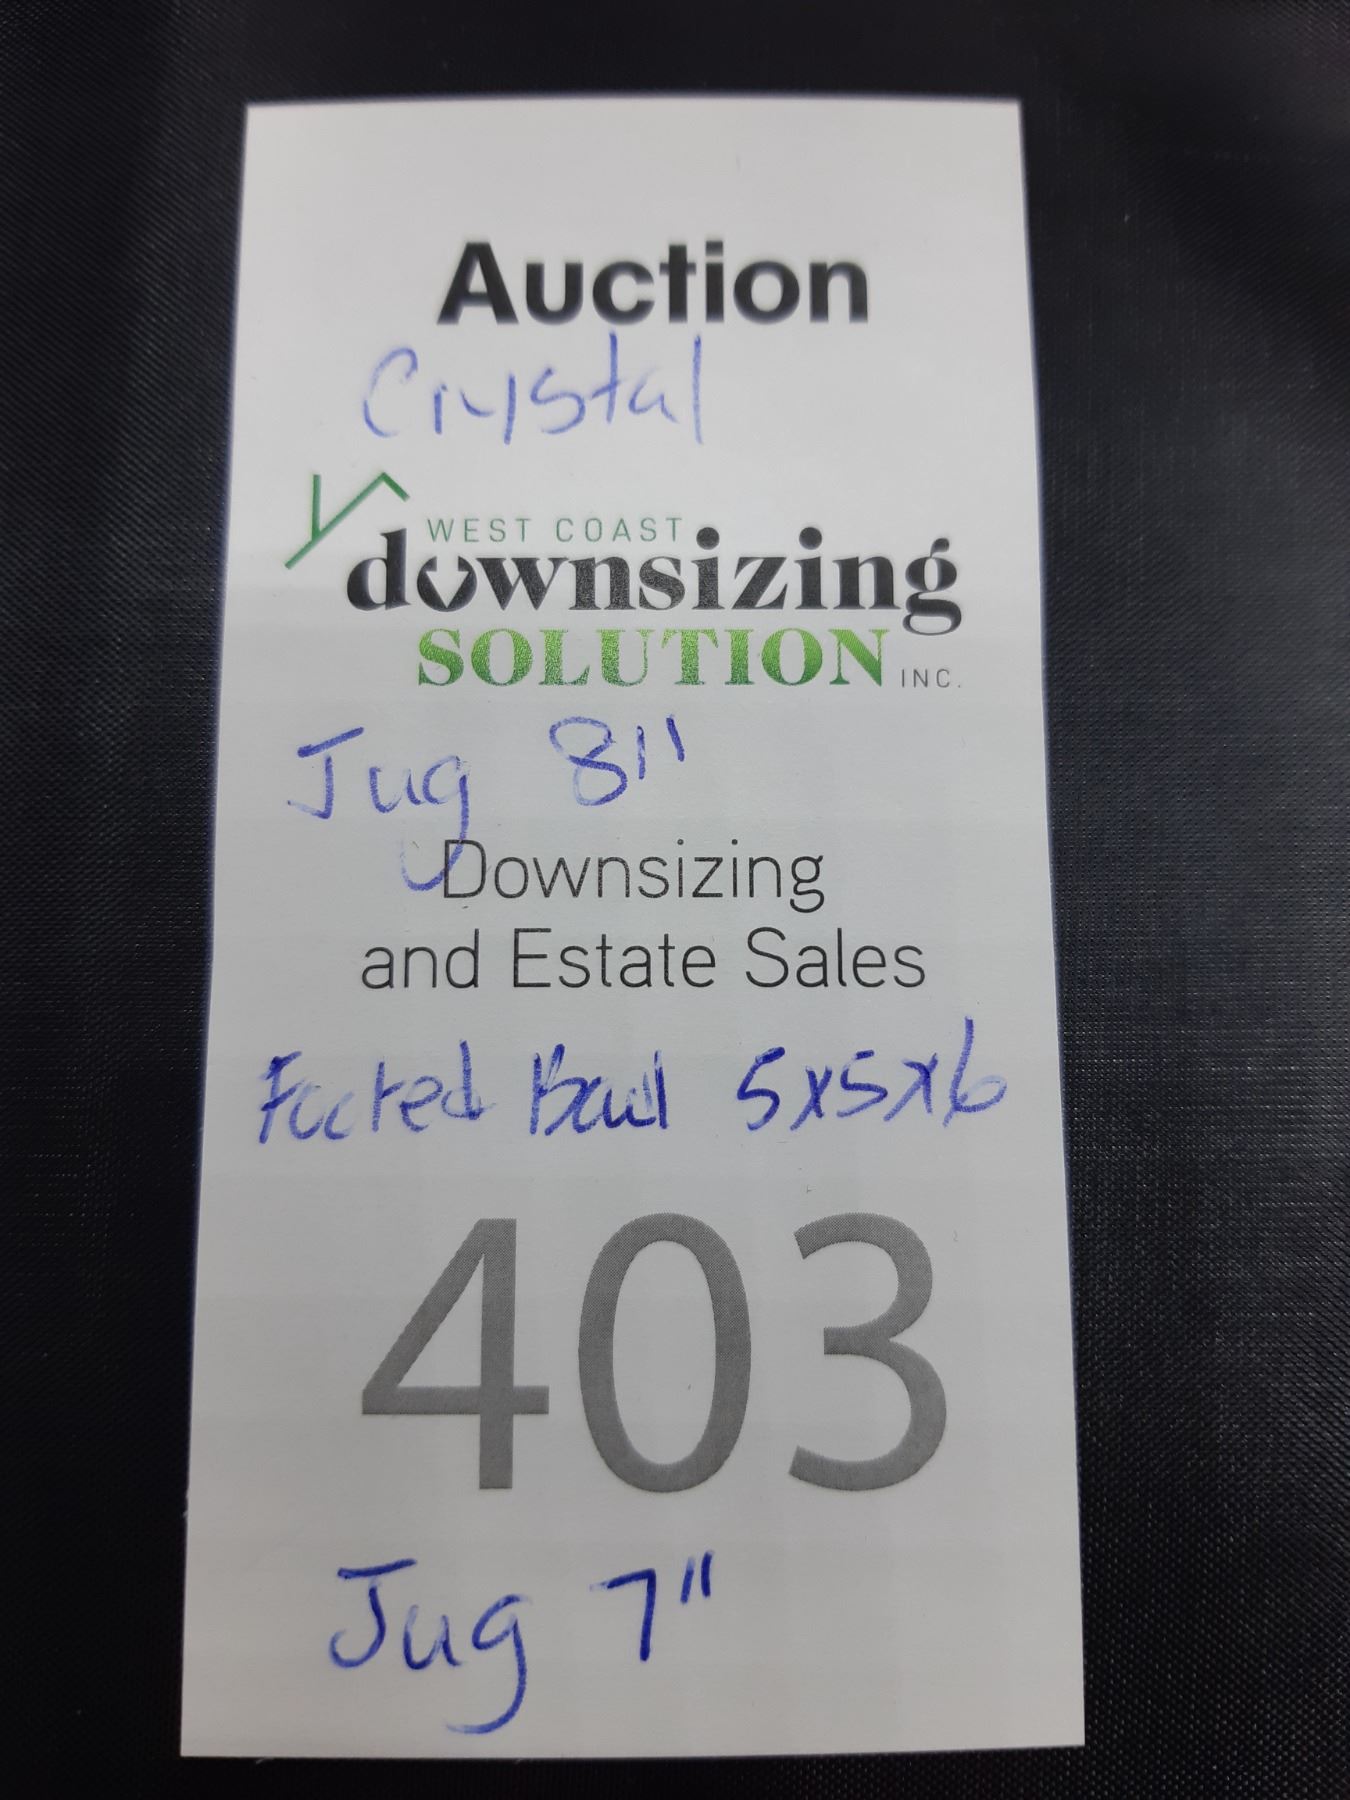 Auction
Crystal
WEST COAST
downsizing
SOLUTION INC.
Jug 8"
Downsizing
and Estate Sales
Footed Bowl 5x5x6
403
Jug 7"